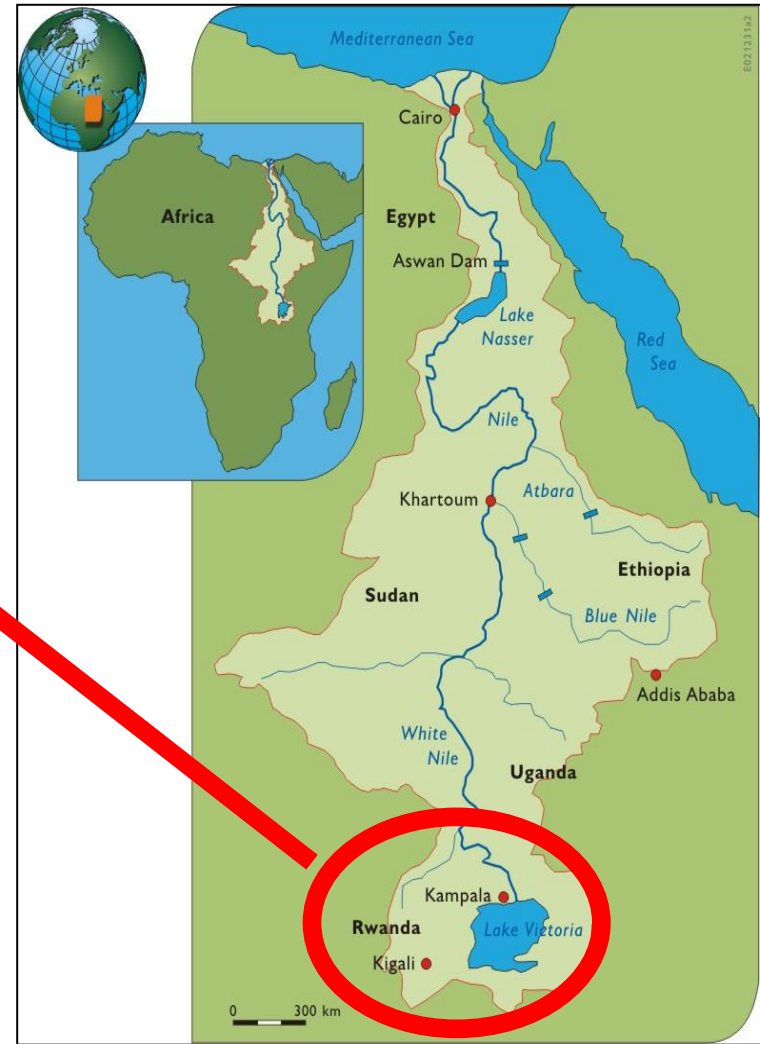 Mediterranean Sea
E021231a2
Cairo
Africa
Egypt
Aswan Dam
Lake
Nasser
Red
Sea
Nile
Atbara
Khartoum
Ethiopia
Sudan
Blue Nile
Addis Ababa
White
Nile
Uganda
Kampala
Rwanda
Lake Victoria
Kigali
0 300 km